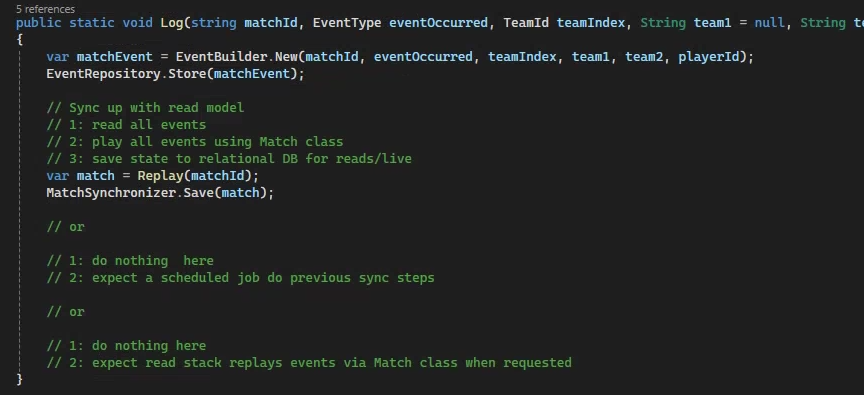 5 references
public static void Log(string matchId, EventType eventOccurred, TeamId teamIndex, String team1 = null, String
{
var matchEvent = EventBuilder.New(matchId, eventOccurred, teamIndex, team1, team2, playerId);
EventRepository.Store(matchEvent);
// Sync up with read model
// 1: read all events
// 2: play all events using Match class
// 3: save state to relational DB for reads/live
var match = Replay(matchId);
MatchSynchronizer.Save(match);
// or
// 1: do nothing  here
// 2: expect a scheduled job do previous sync steps
// or
// 1: do nothing here
// 2: expect read stack replays events via Match class when requested
}